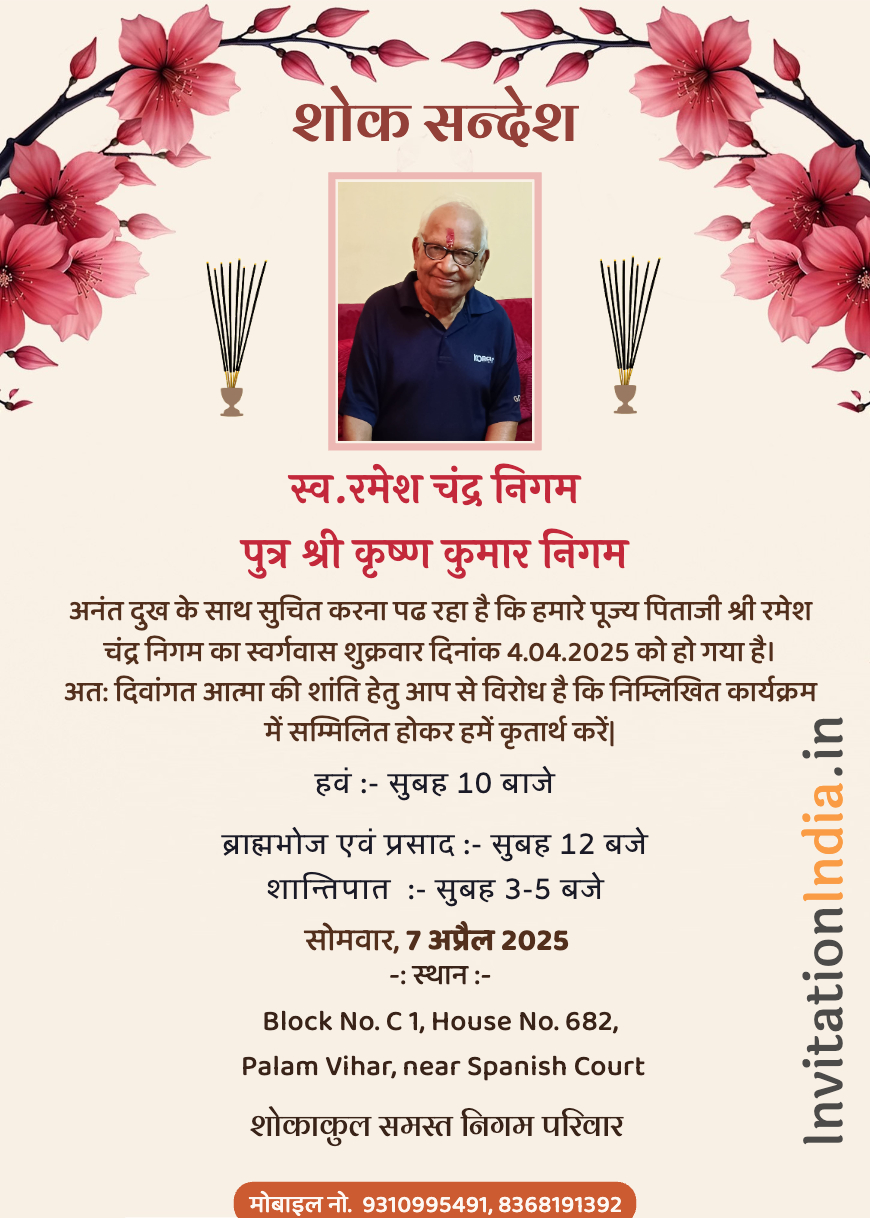 शोक सन्देश
स्व.रमेश चंद्र निगम
पुत्र श्री कृष्ण कुमार निगम
अनंत दुख के साथ सुचित करना पढ रहा है कि हमारे पूज्य पिताजी श्री रमेश
चंद्र निगम का स्वर्गवास शुक्रवार दिनांक 4.04.2025 को हो गया है।
अत: दिवांगत आत्मा की शांति हेतु आप से विरोध है कि निम्लिखित कार्यक्रम
में सम्मिलित होकर हमें कृतार्थ करें|
हवं :- सुबह 10 बाजे
ब्राह्मभोज एवं प्रसाद :- सुबह 12 बजे
शान्तिपात :- सुबह 3-5 बजे
सोमवार, 7 अप्रैल 2025
-: स्थान :-
Block No. C 1, House No. 682,
Palam Vihar, near Spanish Court
शोकाकुल समस्त निगम परिवार
मोबाइल नो. 9310995491, 8368191392
InvitationIndia.in